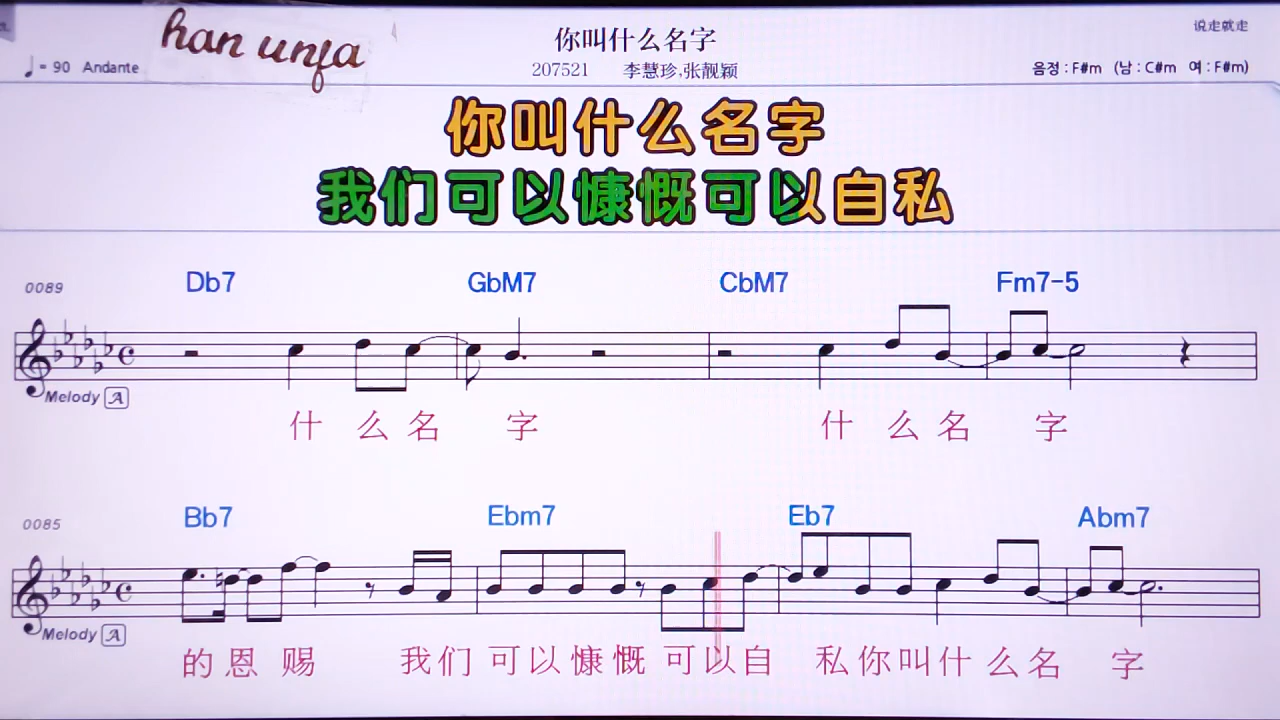 han unfa
你叫什么名字
说走就走
♩= 90 Andante
207521 李慧珍,张靓颖
음정 : F#m (남 : C#m 여 : F#m)
你叫什么名字
我们可以慷慨可以自私
0089
Db7 GbM7 CbM7 Fm7-5
Melody A
什 么 名 字 什 么 名 字
0085
Bb7 Ebm7 Eb7 Abm7
Melody A
的 恩 赐 我们 可以慷慨 可以自 私你叫什 么名 字